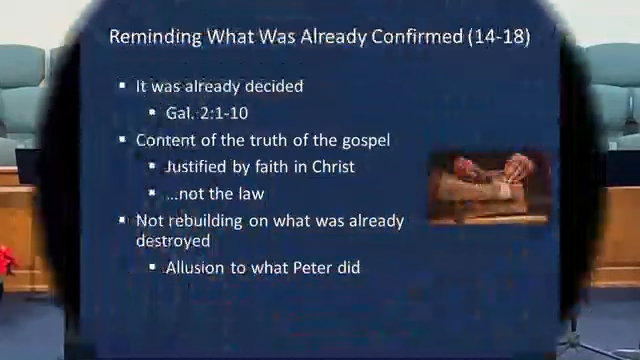 Reminding What Was Already Confirmed (14-18)
It was already decided
Gal. 2:1-10
Content of the truth of the gospel
Justified by faith in Christ
...not the law
Not rebuilding on what was already
destroyed
Allusion to what Peter did